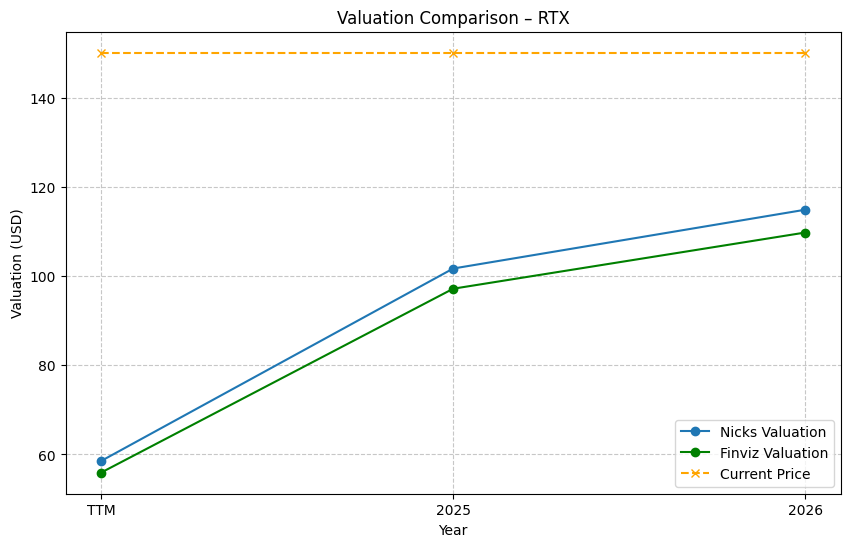 Valuation Comparison – RTX
Valuation (USD)
140
120
100
80
60
TTM
2025
2026
Year
Nicks Valuation
Finviz Valuation
Current Price